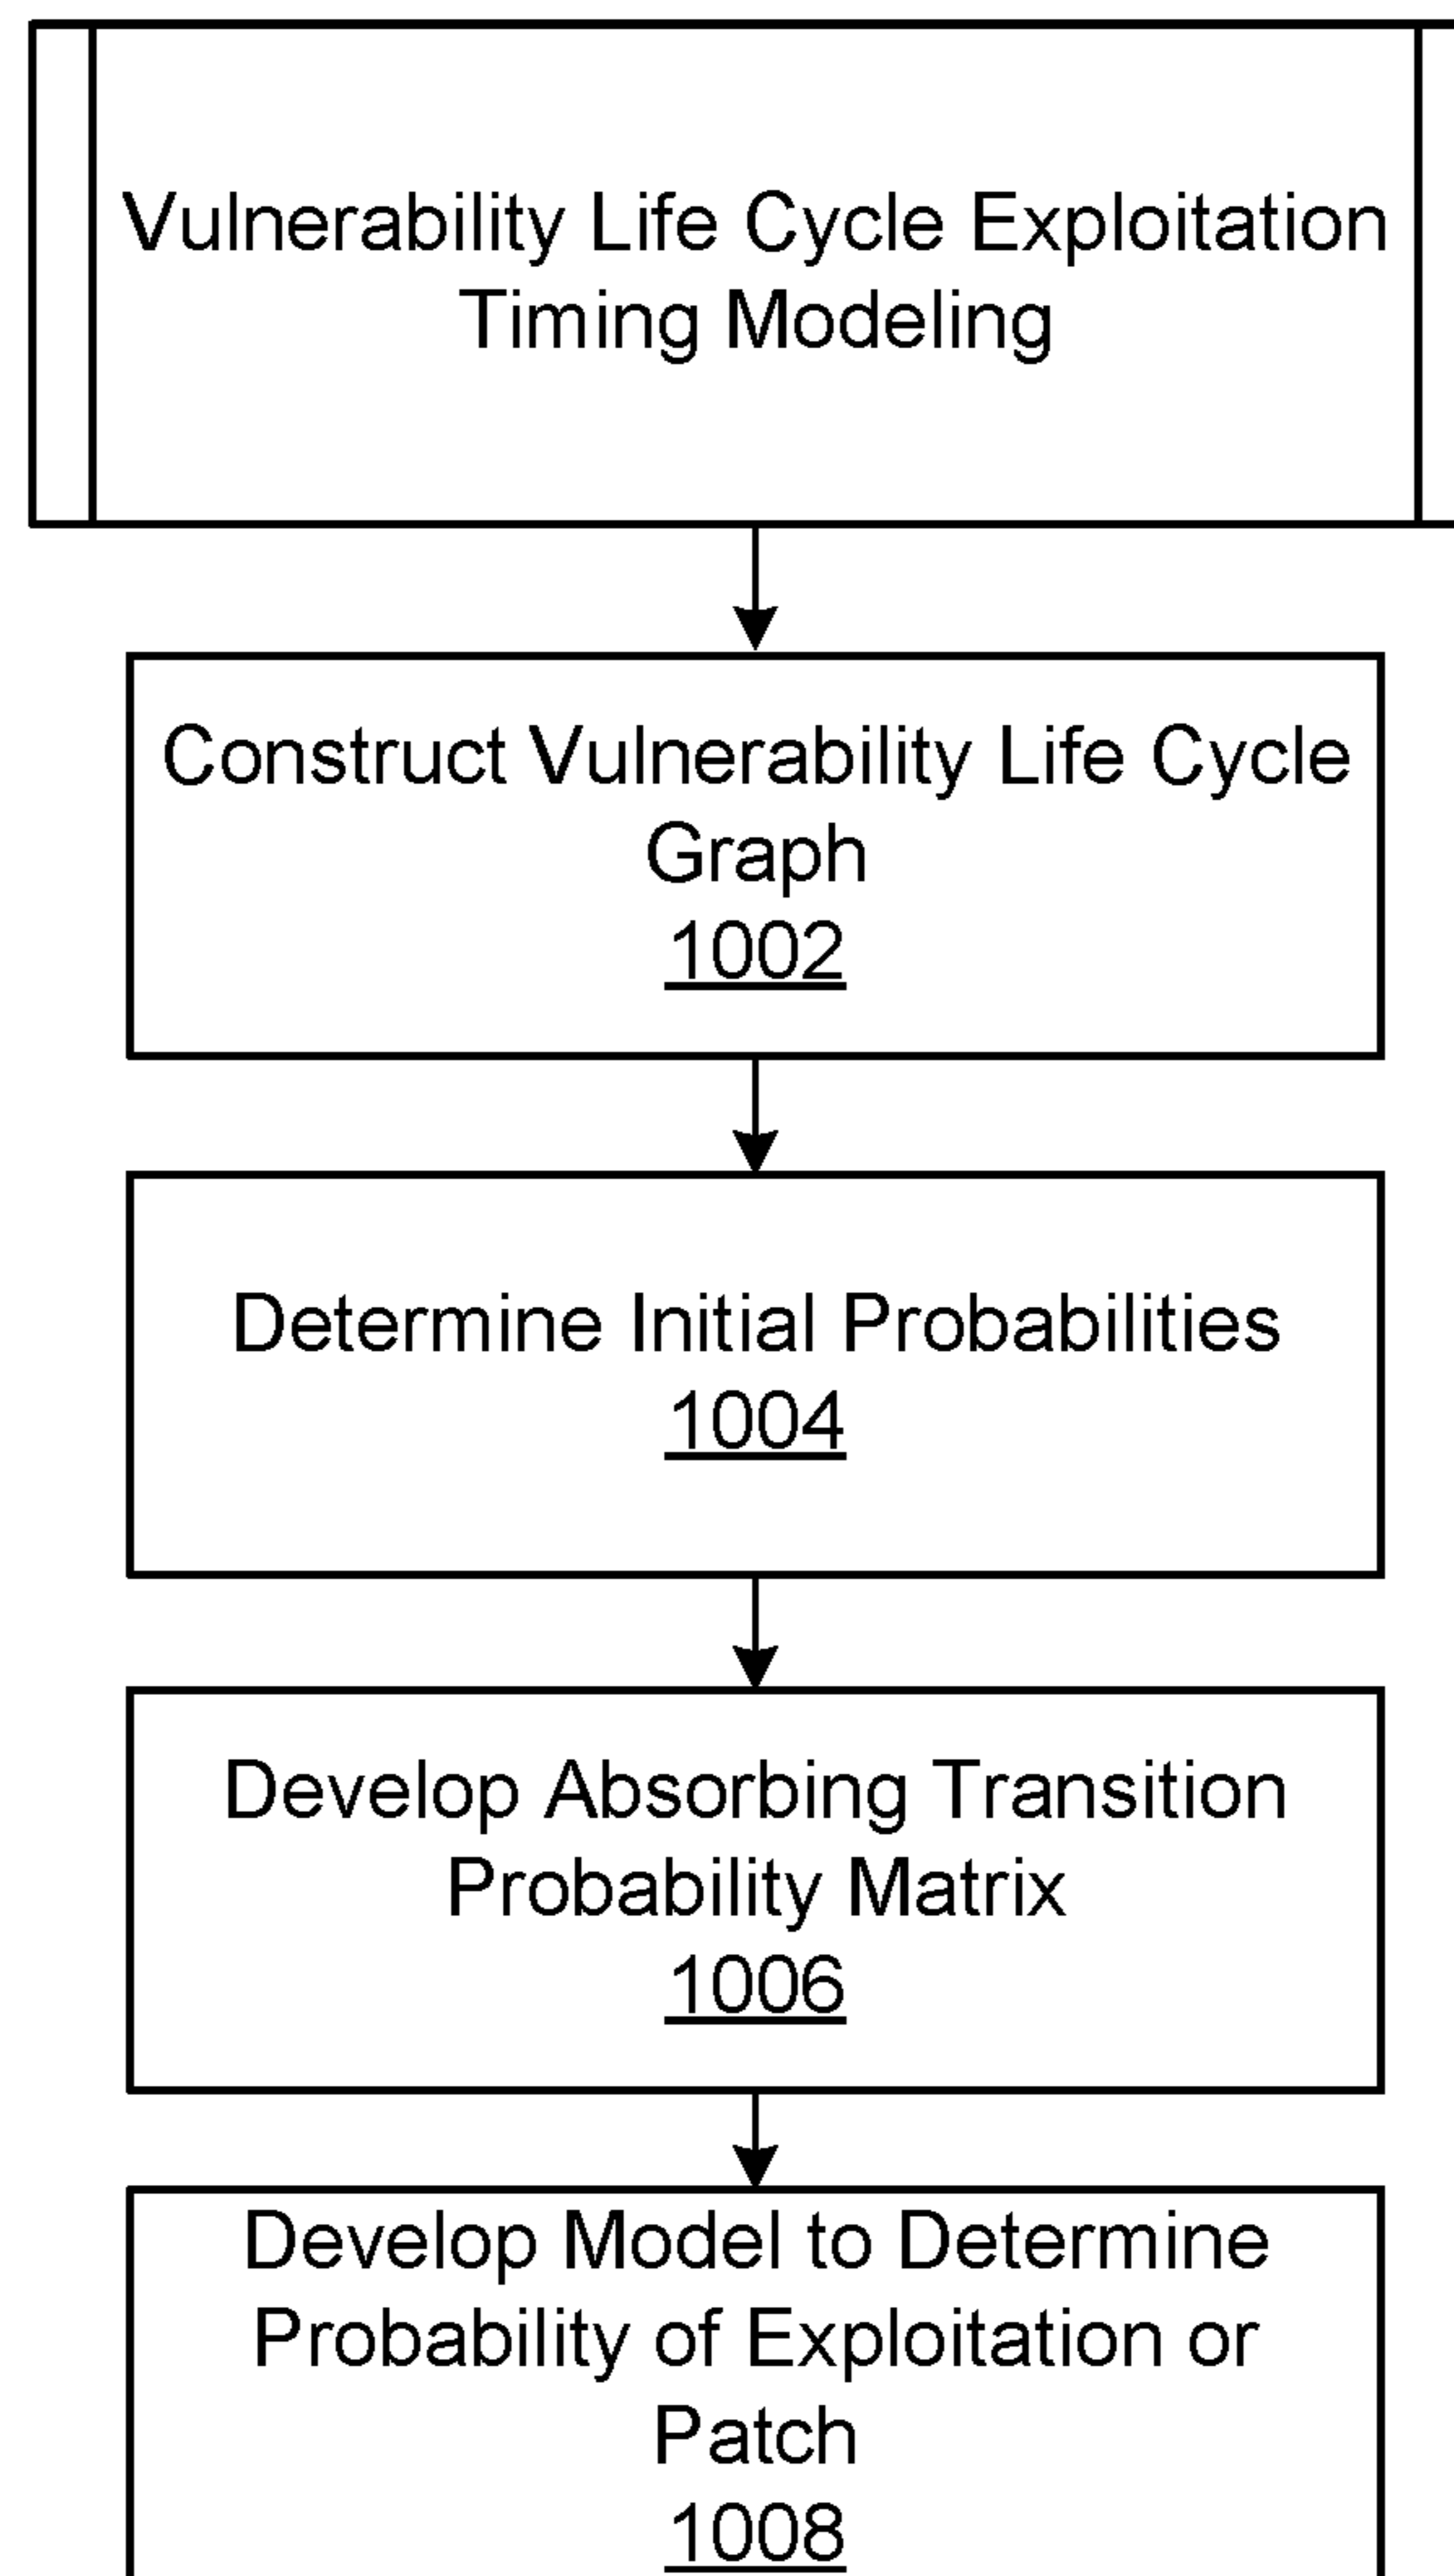 Vulnerability Life Cycle Exploitation
Timing Modeling
Construct Vulnerability Life Cycle
Graph
1002
Determine Initial Probabilities
1004
Develop Absorbing Transition
Probability Matrix
1006
Develop Model to Determine
Probability of Exploitation or
Patch
1008